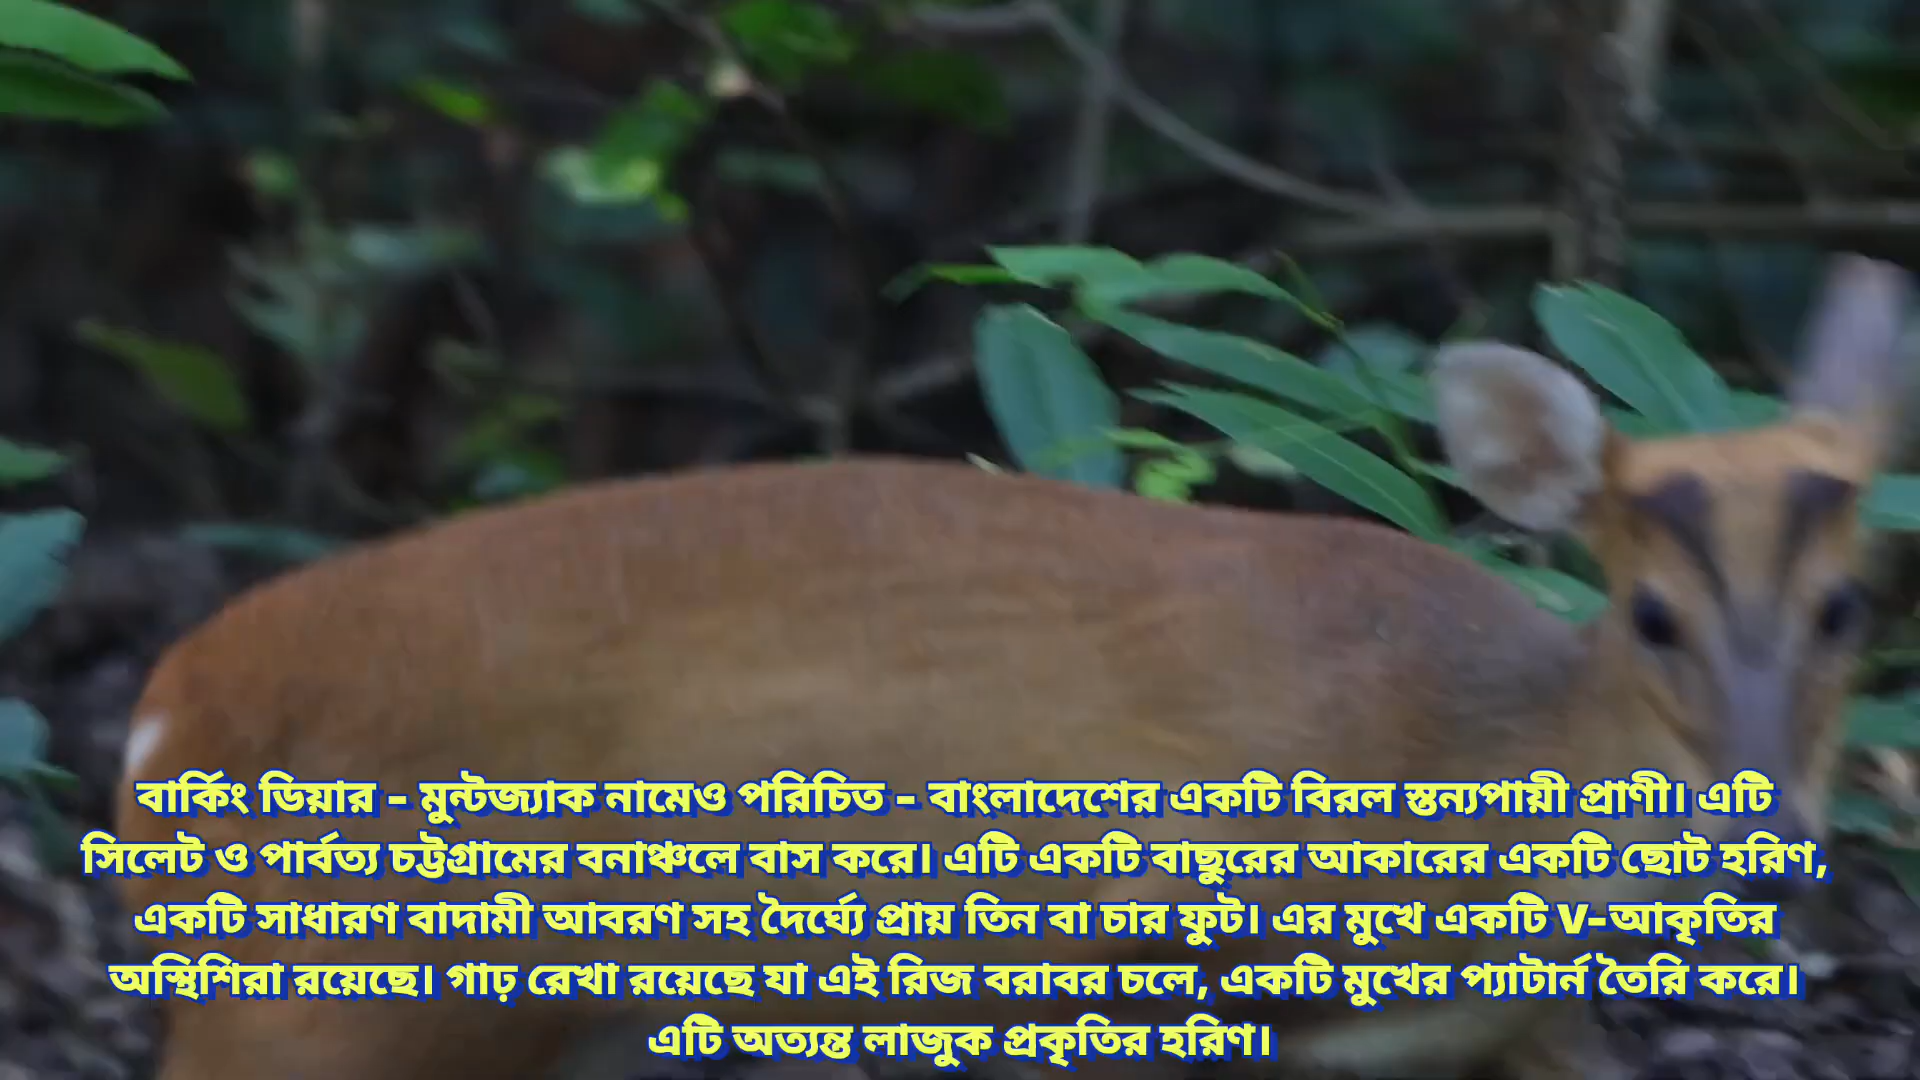 বার্কিং ডিয়ার - মুন্টজ্যাক নামেও পরিচিত - বাংলাদেশের একটি বিরল স্তন্যপায়ী প্রাণী। এটি
সিলেট ও পার্বত্য চট্টগ্রামের বনাঞ্চলে বাস করে। এটি একটি বাছুরের আকারের একটি ছোট হরিণ,
একটি সাধারণ বাদামী আবরণ সহ দৈর্ঘ্যে প্রায় তিন বা চার ফুট। এর মুখে একটি V-আকৃতির
অস্থিশিরা রয়েছে। গাঢ় রেখা রয়েছে যা এই রিজ বরাবর চলে, একটি মুখের প্যাটার্ন তৈরি করে।
এটি অত্যন্ত লাজুক প্রকৃতির হরিণ।